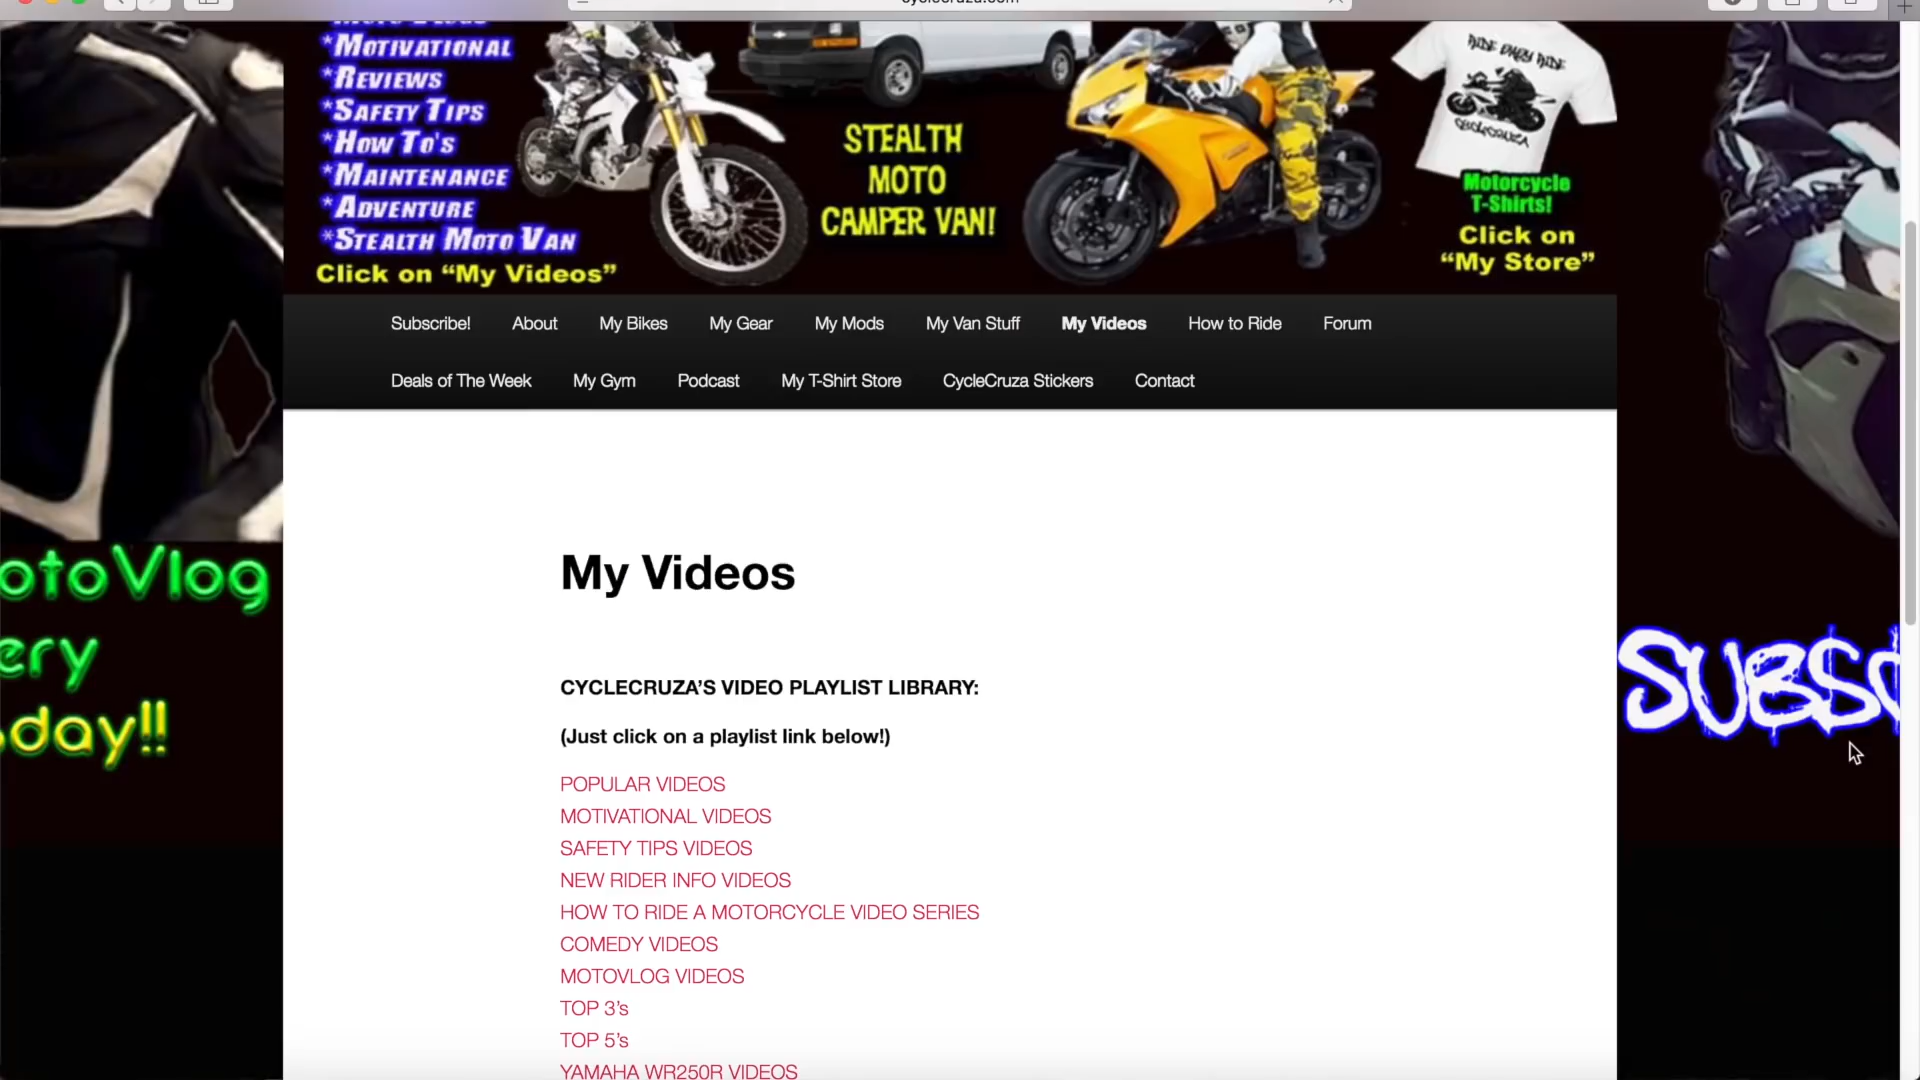 *MOTIVATIONAL
*REVIEWS
*SAFETY TIPS
*HOW TO'S
*MAINTENANCE
*ADVENTURE
*STEALTH MOTO VAN
Click on “My Videos”
STEALTH
MOTO
CAMPER VAN!
RIDE EVERY RIDE
CYCLECRUZA
Motorcycle
T-Shirts!
Click on
“My Store”
Subscribe! About My Bikes My Gear My Mods My Van Stuff My Videos How to Ride Forum
Deals of The Week My Gym Podcast My T-Shirt Store CycleCruza Stickers Contact
otoVlog
ery
day!!
SUBSC
My Videos
CYCLECRUZA’S VIDEO PLAYLIST LIBRARY:
(Just click on a playlist link below!)
POPULAR VIDEOS
MOTIVATIONAL VIDEOS
SAFETY TIPS VIDEOS
NEW RIDER INFO VIDEOS
HOW TO RIDE A MOTORCYCLE VIDEO SERIES
COMEDY VIDEOS
MOTOVLOG VIDEOS
TOP 3’s
TOP 5’s
YAMAHA WR250R VIDEOS